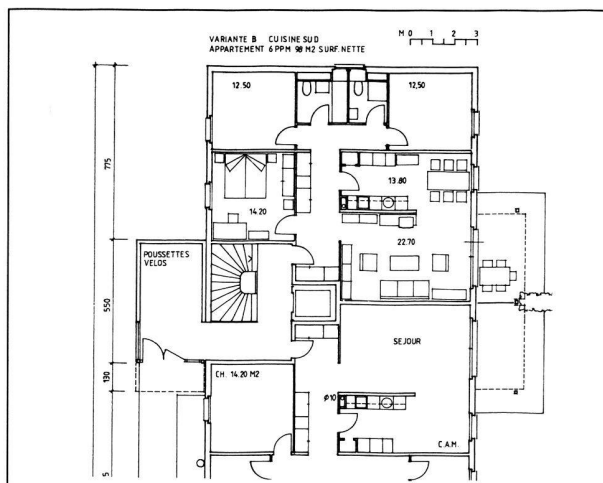 VARIANTE B CUISINE SUD
APPARTEMENT 6 PPM 98 M2 SURF. NETTE
M 0 1 2 3
12.50
12,50
775
13.80
14.20
22.70
POUSSETTES
VELOS
550
SEJOUR
130
CH. 14.20 M2
Ø10
C.A.M.
5